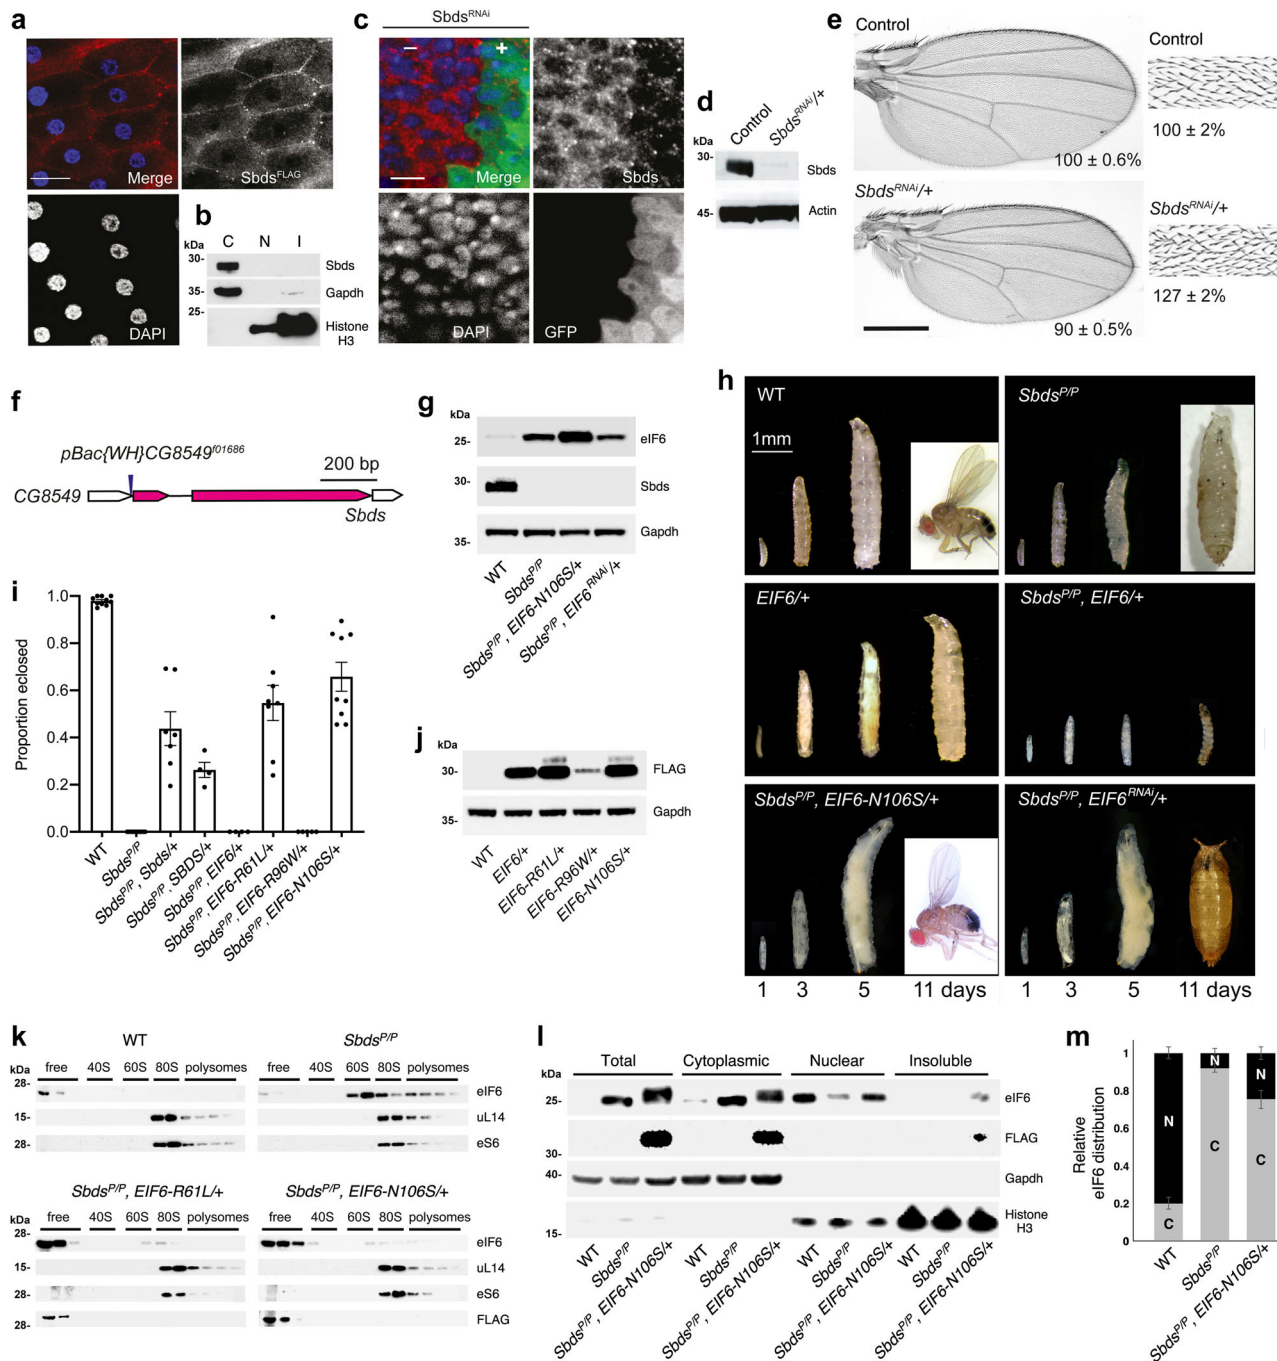 a
Merge
Sbds^FLAG
DAPI
b
C N I
kDa
30-
Sbds
35-
Gapdh
25-
Histone H3
c
Sbds^RNAi
– +
Merge
Sbds
DAPI
GFP
d
Control
Sbds^RNAi/+
kDa
30-
Sbds
45-
Actin
e
Control
100 ± 0.6%
Control
100 ± 2%
Sbds^RNAi/+
90 ± 0.5%
Sbds^RNAi/+
127 ± 2%
f
pBac{WH}CG8549^f01686
200 bp
CG8549
Sbds
g
kDa
25-
eIF6
30-
Sbds
35-
Gapdh
WT
Sbds^P/P
Sbds^P/P, EIF6-N106S/+
Sbds^P/P, EIF6^RNAi/+
h
WT
1mm
Sbds^P/P
EIF6/+
Sbds^P/P, EIF6/+
Sbds^P/P, EIF6-N106S/+
Sbds^P/P, EIF6^RNAi/+
1 3 5 11 days
1 3 5 11 days
i
Proportion eclosed
1.0
0.8
0.6
0.4
0.2
0.0
WT
Sbds^P/P
Sbds^P/P, Sbds/+
Sbds^P/P, SBDS/+
Sbds^P/P, EIF6/+
Sbds^P/P, EIF6-R61L/+
Sbds^P/P, EIF6-R96W/+
Sbds^P/P, EIF6-N106S/+
j
kDa
30-
FLAG
35-
Gapdh
WT
EIF6/+
EIF6-R61L/+
EIF6-R96W/+
EIF6-N106S/+
k
WT
free 40S 60S 80S polysomes
kDa
28-
15-
28-
Sbds^P/P
free 40S 60S 80S polysomes
eIF6
uL14
eS6
Sbds^P/P, EIF6-R61L/+
free 40S 60S 80S polysomes
kDa
28-
15-
28-
28-
Sbds^P/P, EIF6-N106S/+
free 40S 60S 80S polysomes
eIF6
uL14
eS6
FLAG
l
Total Cytoplasmic Nuclear Insoluble
kDa
25-
eIF6
FLAG
30-
40-
Gapdh
Histone H3
15-
WT
Sbds^P/P
Sbds^P/P, EIF6-N106S/+
WT
Sbds^P/P
Sbds^P/P, EIF6-N106S/+
WT
Sbds^P/P
Sbds^P/P, EIF6-N106S/+
WT
Sbds^P/P
Sbds^P/P, EIF6-N106S/+
m
Relative
eIF6 distribution
1
0.8
0.6
0.4
0.2
0
N
C
N
C
N
C
WT
Sbds^P/P
Sbds^P/P, EIF6-N106S/+